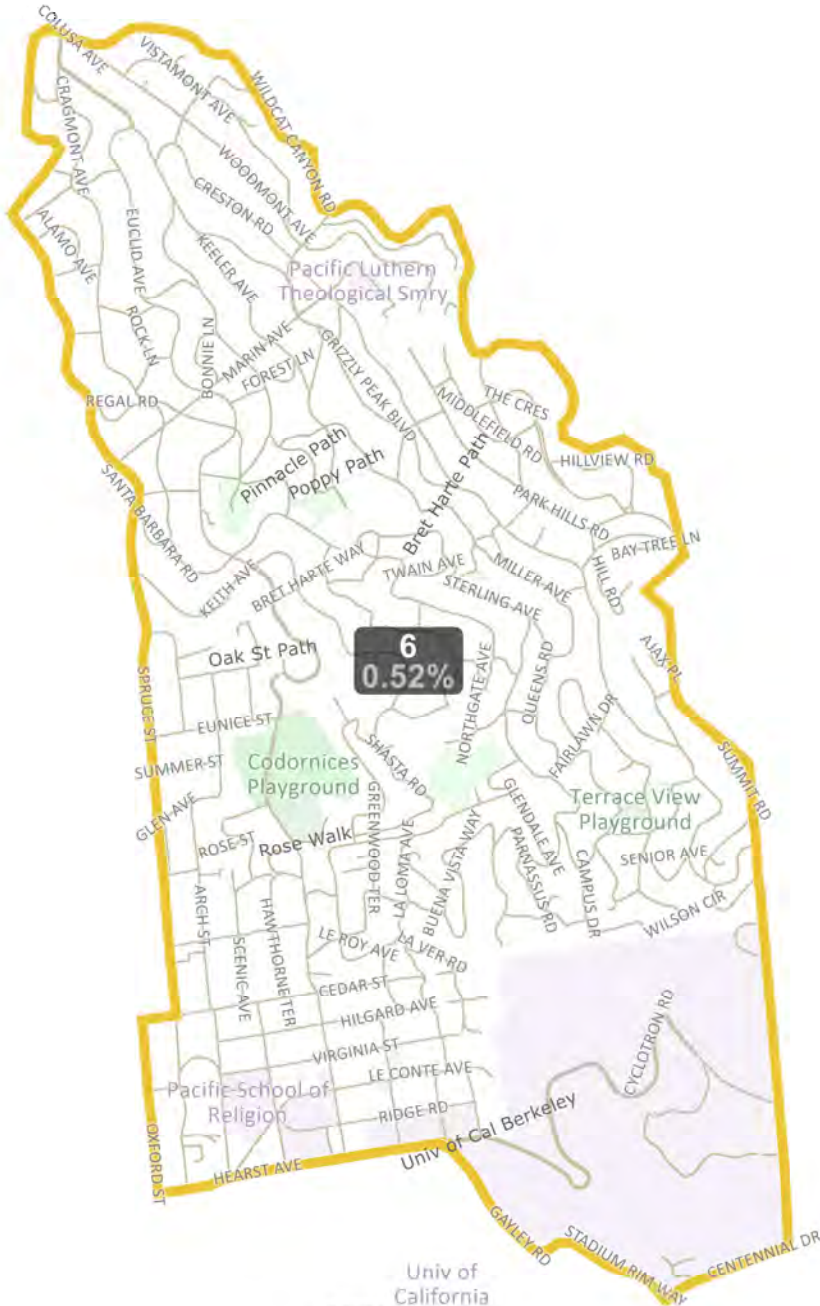 COLUSA AVE
VISTAMONT AVE
WILDCAT CANYON RD
CRAGMONT AVE
WOODMONT AVE
CRESTON RD
ALAMO AVE
EUCLID AVE
KEELER AVE
Pacific Luthern
Theological Smry
ROCK LN
BONNIE LN
MARIN AVE
FOREST LN
GRIZZLY PEAK BLVD
REGAL RD
THE CRES
MIDDLEFIELD RD
HILLVIEW RD
Pinnacle Path
Poppy Path
Bret Harte Path
PARK HILLS RD
SANTA BARBARA RD
BAY TREE LN
KEITH AVE
BRET HARTE WAY
TWAIN AVE
MILLER AVE
STERLING AVE
HILL RD
Oak St Path
6
0.52%
AJAX PL
SPRUCE ST
NORTHGATE AVE
QUEENS RD
FAIRLAWN DR
EUNICE ST
SUMMER ST
Codornices
Playground
SHASTA RD
SUMMIT RD
GLEN AVE
GREENWOOD TER
GLENDALE AVE
Terrace View
Playground
ROSE ST
Rose Walk
LA LOMA AVE
BUENA VISTA WAY
PARNASSUS RD
CAMPUS DR
SENIOR AVE
WILSON CIR
ARCH ST
SCENIC AVE
HAWTHORNE TER
LE ROY AVE
LA VER RD
CEDAR ST
HILGARD AVE
VIRGINIA ST
LE CONTE AVE
CYCLOTRON RD
Pacific School of
Religion
RIDGE RD
Univ of Cal Berkeley
OXFORD ST
HEARST AVE
GAYLEY RD
STADIUM RIM WAY
CENTENNIAL DR
Univ of
California